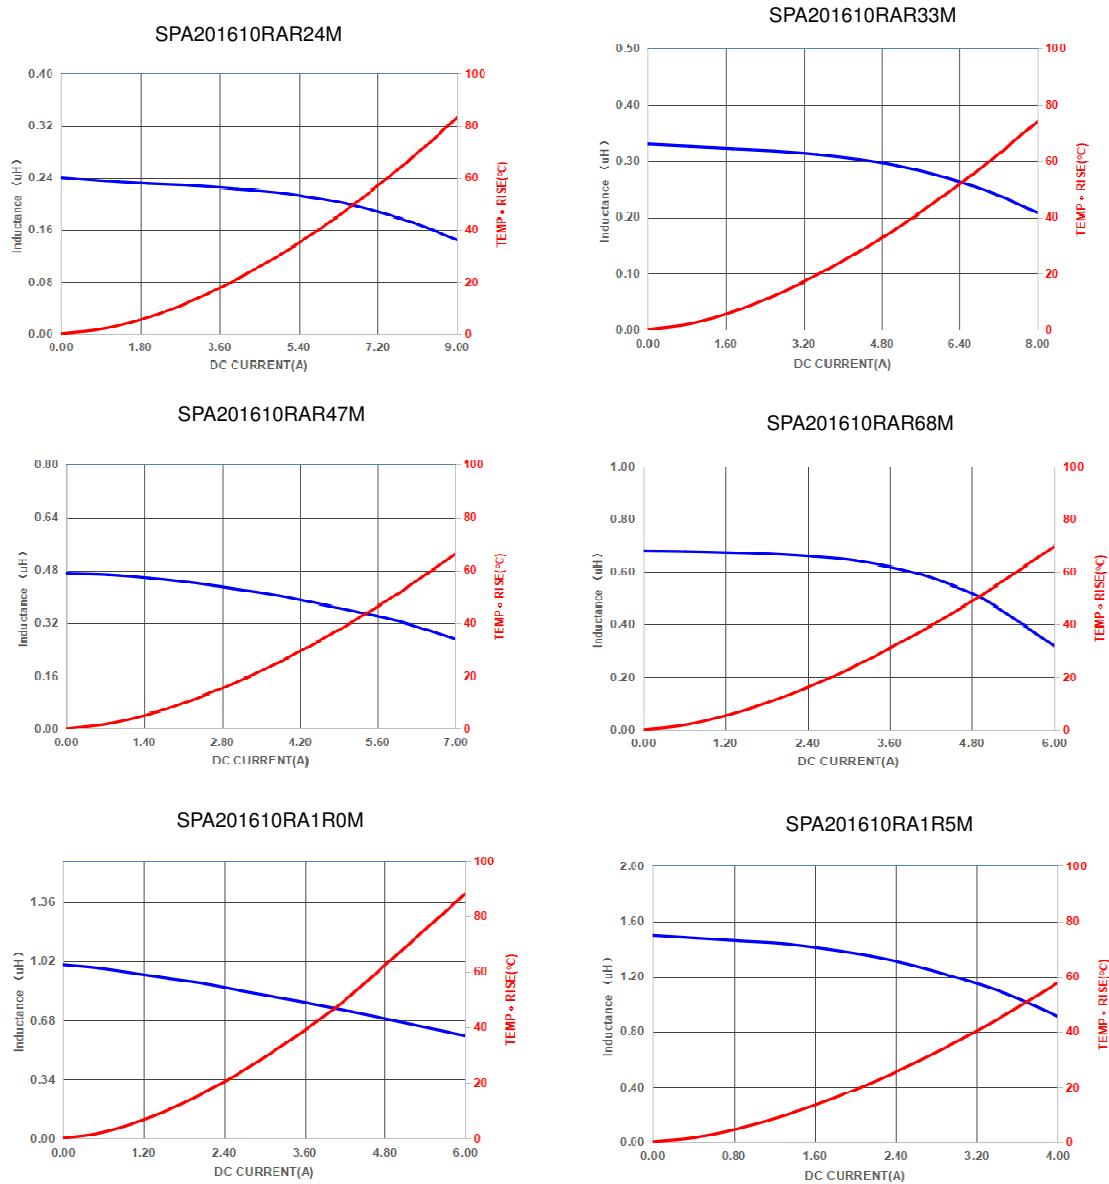 SPA201610RAR24M
0.40
0.32
0.24
0.16
0.08
0.00
Inductance (uH)
100
80
60
40
20
0
TEMP。RISE(℃)
0.00 1.80 3.60 5.40 7.20 9.00
DC CURRENT(A)
SPA201610RAR33M
0.50
0.40
0.30
0.20
0.10
0.00
Inductance (uH)
100
80
60
40
20
0
TEMP。RISE(℃)
0.00 1.60 3.20 4.80 6.40 8.00
DC CURRENT(A)
SPA201610RAR47M
0.80
0.64
0.48
0.32
0.16
0.00
Inductance (uH)
100
80
60
40
20
0
TEMP。RISE(℃)
0.00 1.40 2.80 4.20 5.60 7.00
DC CURRENT(A)
SPA201610RAR68M
1.00
0.80
0.60
0.40
0.20
0.00
Inductance (uH)
100
80
60
40
20
0
TEMP。RISE(℃)
0.00 1.20 2.40 3.60 4.80 6.00
DC CURRENT(A)
SPA201610RA1R0M
1.36
1.02
0.68
0.34
0.00
Inductance (uH)
100
80
60
40
20
0
TEMP。RISE(℃)
0.00 1.20 2.40 3.60 4.80 6.00
DC CURRENT(A)
SPA201610RA1R5M
2.00
1.60
1.20
0.80
0.40
0.00
Inductance (uH)
100
80
60
40
20
0
TEMP。RISE(℃)
0.00 0.80 1.60 2.40 3.20 4.00
DC CURRENT(A)